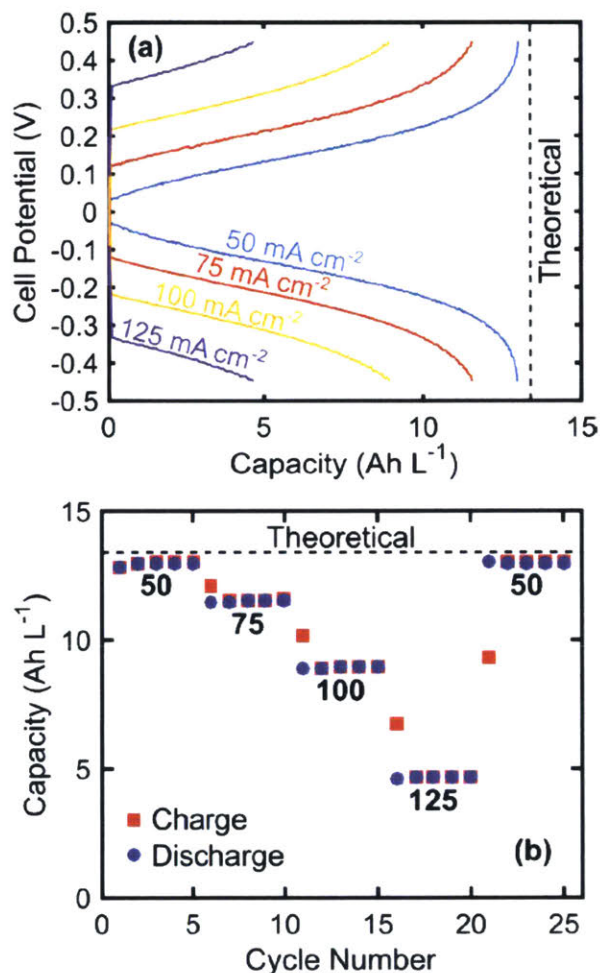 (a)
0.5
0.4
0.3
0.2
0.1
0
-0.1
-0.2
-0.3
-0.4
-0.5
Cell Potential (V)
50 mA cm-2
75 mA cm-2
100 mA cm-2
125 mA cm-2
Theoretical
0 5 10 15
Capacity (Ah L-1)
15
10
5
0
Capacity (Ah L-1)
Theoretical
50
75
100
125
50
Charge
Discharge
(b)
0 5 10 15 20 25
Cycle Number